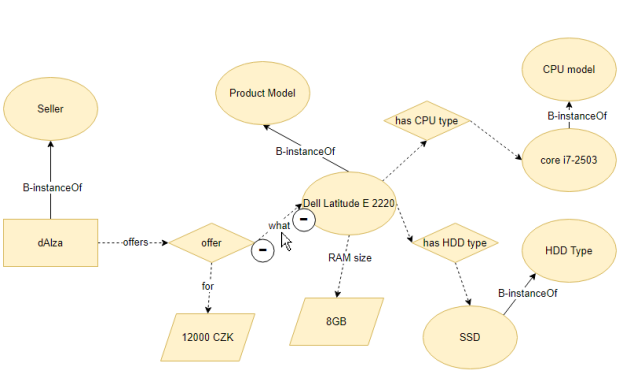 CPU model
Product Model
Seller
has CPU type
B-instanceOf
B-instanceOf
core i7-2503
B-instanceOf
Dell Latitude E 2220
what
dAlza
offers
offer
has HDD type
HDD Type
RAM size
for
B-instanceOf
8GB
12000 CZK
SSD